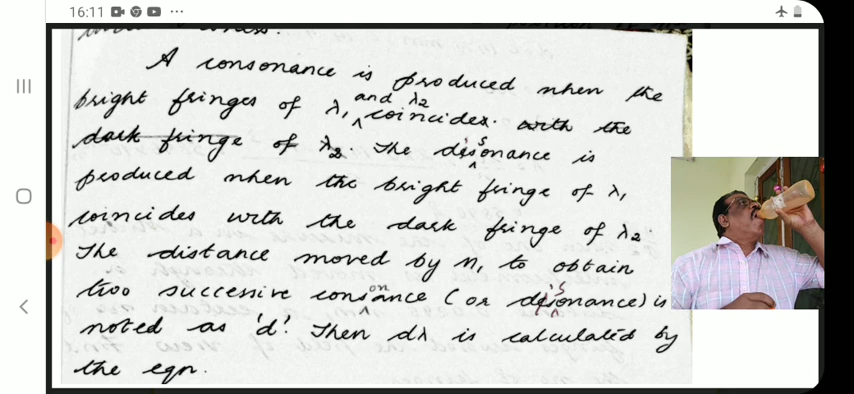 16:11
A consonance is produced when the
bright fringes of λ₁ and λ₂ coincides. with the
dark fringe of λ₂. The dissonance is
produced when the bright fringe of λ₁
coincides with the dark fringe of λ₂
The distance moved by M₁ to obtain
two successive consonance (or dissonance) is
noted as 'd'. Then dλ is calculated by
the eqn.